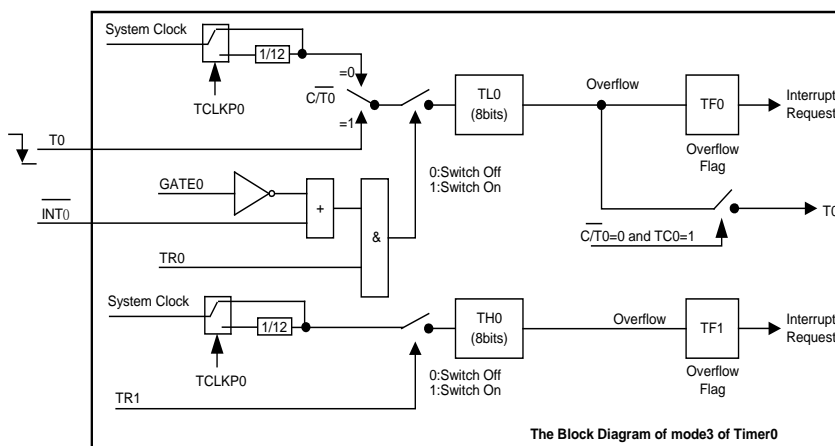 System Clock
1/12
TCLKP0
=0
C/T0
=1
T0
TL0
(8bits)
Overflow
TF0
Interrupt
Request
Overflow
Flag
0:Switch Off
1:Switch On
GATE0
INT0
+
&
TR0
T0
C/T0=0 and TC0=1
System Clock
1/12
TCLKP0
TH0
(8bits)
Overflow
TF1
Interrupt
Request
Overflow
Flag
0:Switch Off
1:Switch On
TR1
The Block Diagram of mode3 of Timer0